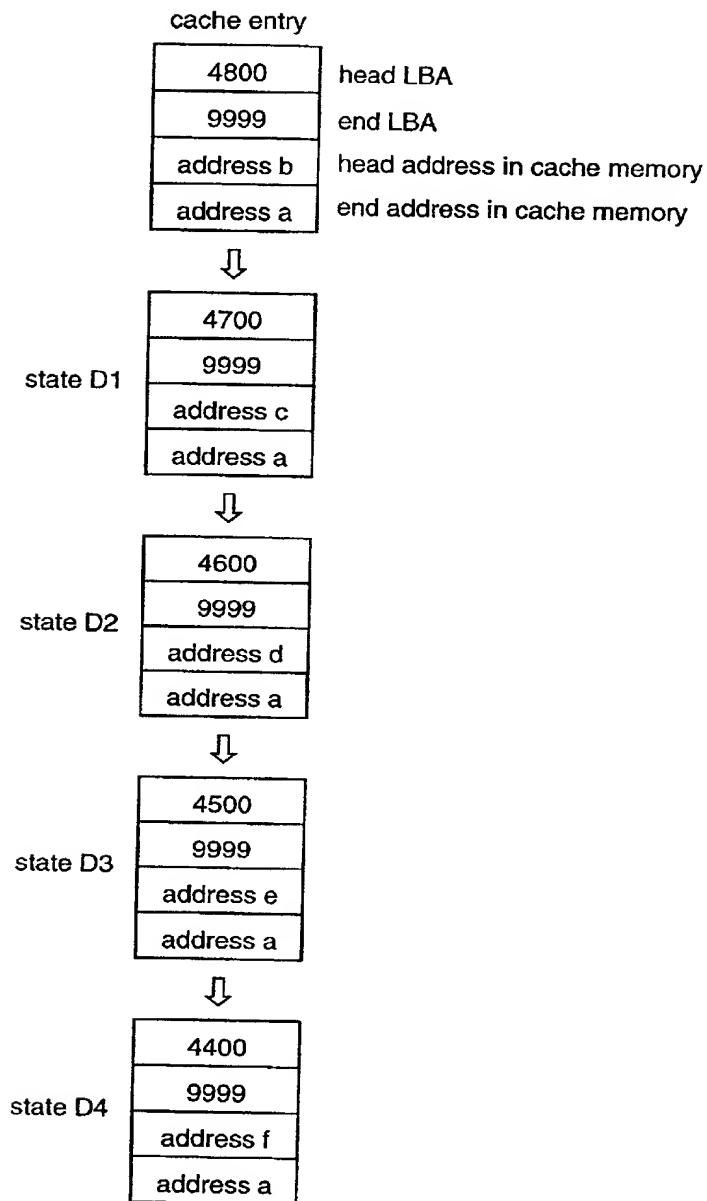 cache entry
4800 head LBA
9999 end LBA
address b head address in cache memory
address a end address in cache memory
4700
9999
state D1
address c
address a
4600
9999
state D2
address d
address a
4500
9999
state D3
address e
address a
4400
9999
state D4
address f
address a